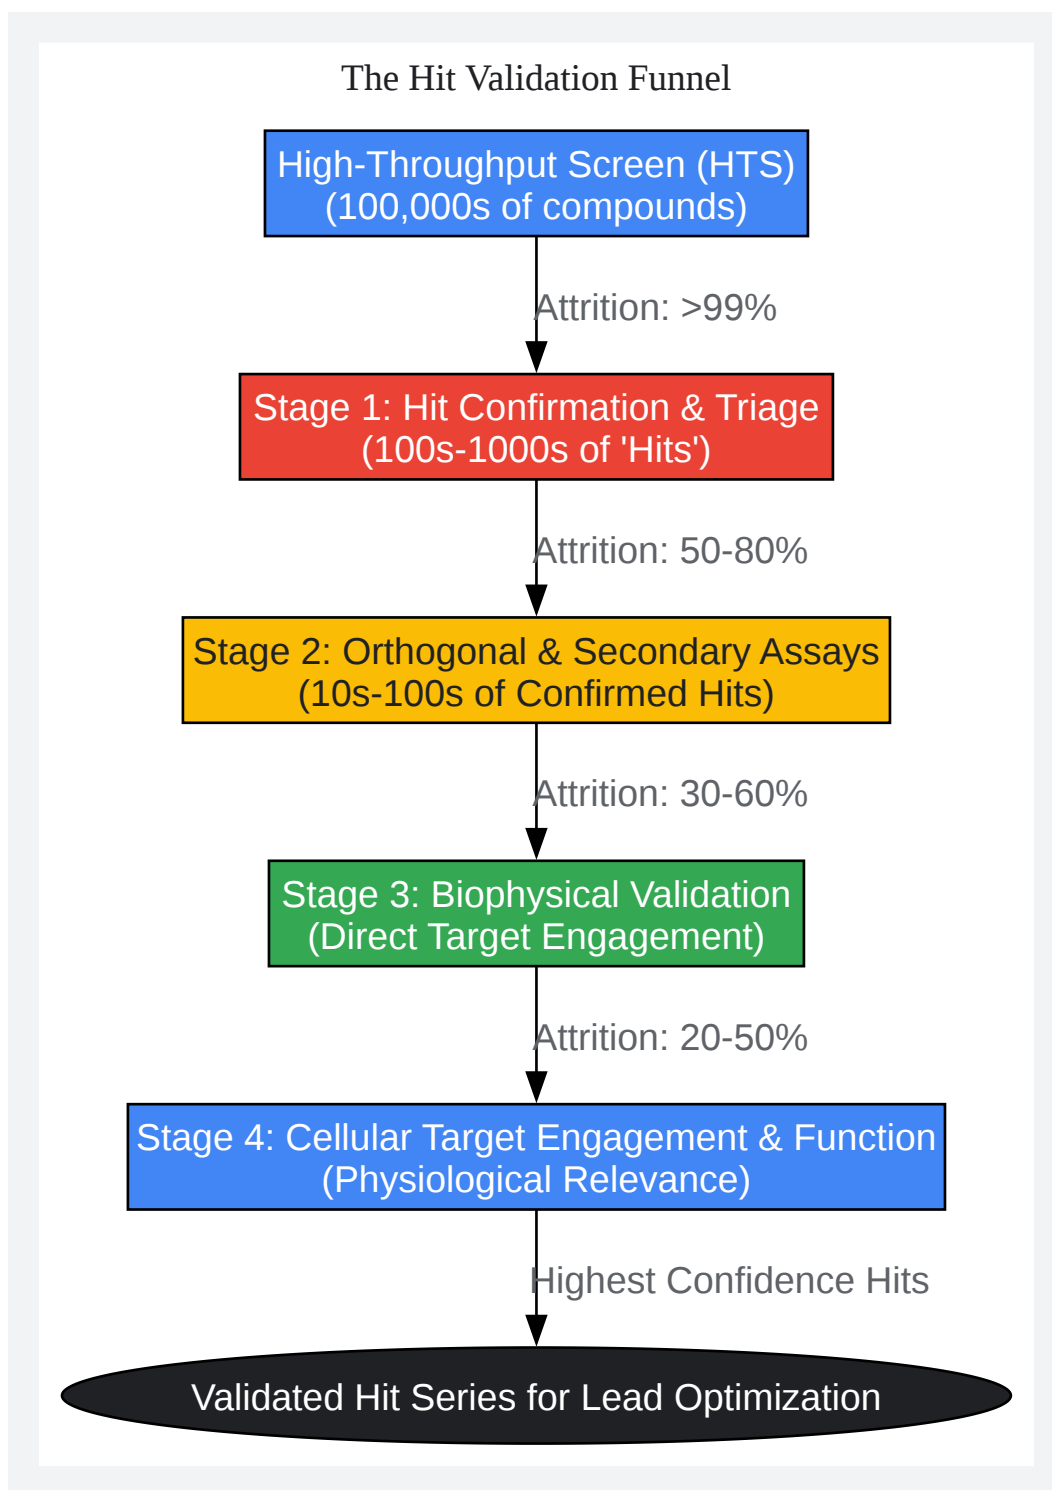 The Hit Validation Funnel
High-Throughput Screen (HTS)
(100,000s of compounds)
Attrition: >99%
Stage 1: Hit Confirmation & Triage
(100s-1000s of 'Hits')
Attrition: 50-80%
Stage 2: Orthogonal & Secondary Assays
(10s-100s of Confirmed Hits)
Attrition: 30-60%
Stage 3: Biophysical Validation
(Direct Target Engagement)
Attrition: 20-50%
Stage 4: Cellular Target Engagement & Function
(Physiological Relevance)
Highest Confidence Hits
Validated Hit Series for Lead Optimization